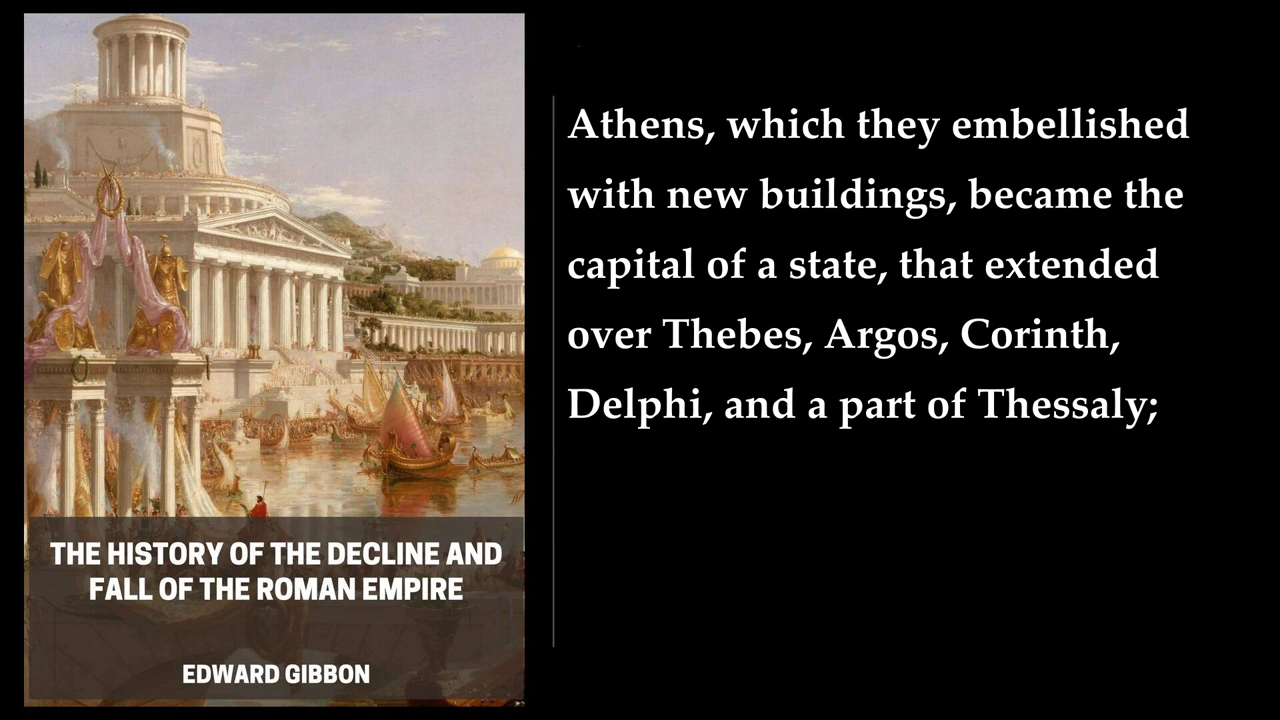 Athens, which they embellished
with new buildings, became the
capital of a state, that extended
over Thebes, Argos, Corinth,
Delphi, and a part of Thessaly;
THE HISTORY OF THE DECLINE AND
FALL OF THE ROMAN EMPIRE
EDWARD GIBBON